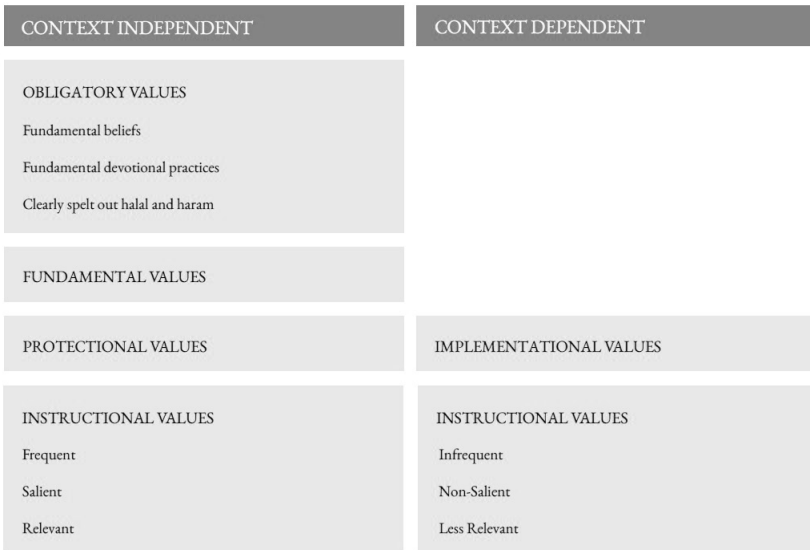 CONTEXT INDEPENDENT
OBLIGATORY VALUES
Fundamental beliefs
Fundamental devotional practices
Clearly spelt out halal and haram
FUNDAMENTAL VALUES
PROTECTIONAL VALUES
INSTRUCTIONAL VALUES
Frequent
Salient
Relevant
CONTEXT DEPENDENT
IMPLEMENTATIONAL VALUES
INSTRUCTIONAL VALUES
Infrequent
Non-Salient
Less Relevant